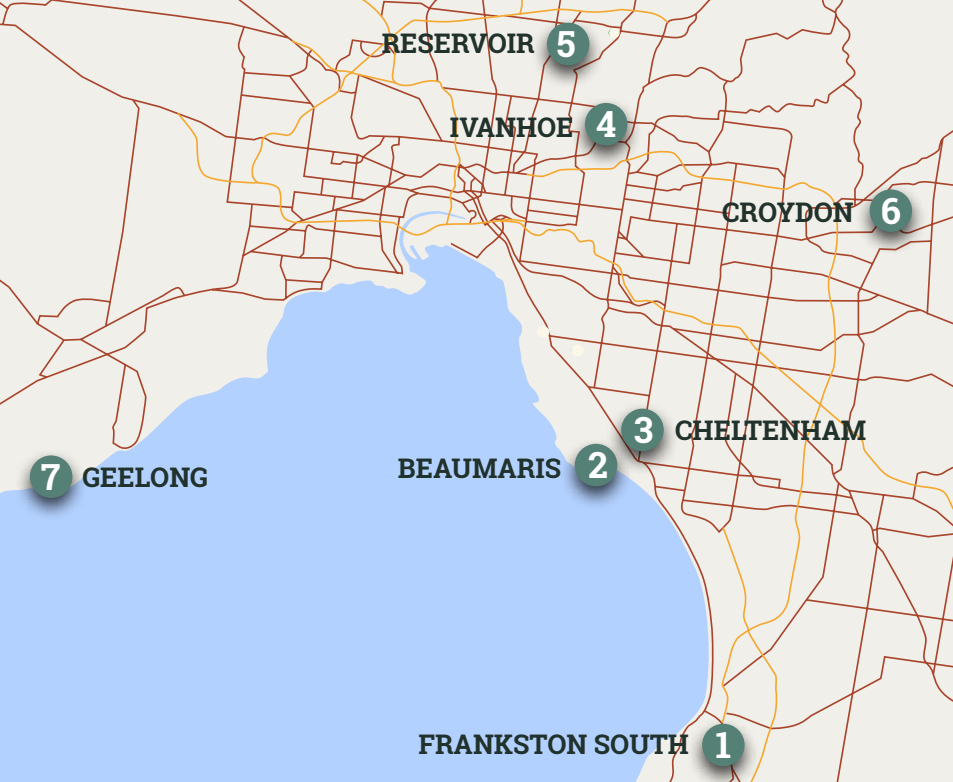 RESERVOIR 5
IVANHOE 4
CROYDON 6
3 CHELTENHAM
BEAUMARIS 2
7 GEELONG
FRANKSTON SOUTH 1